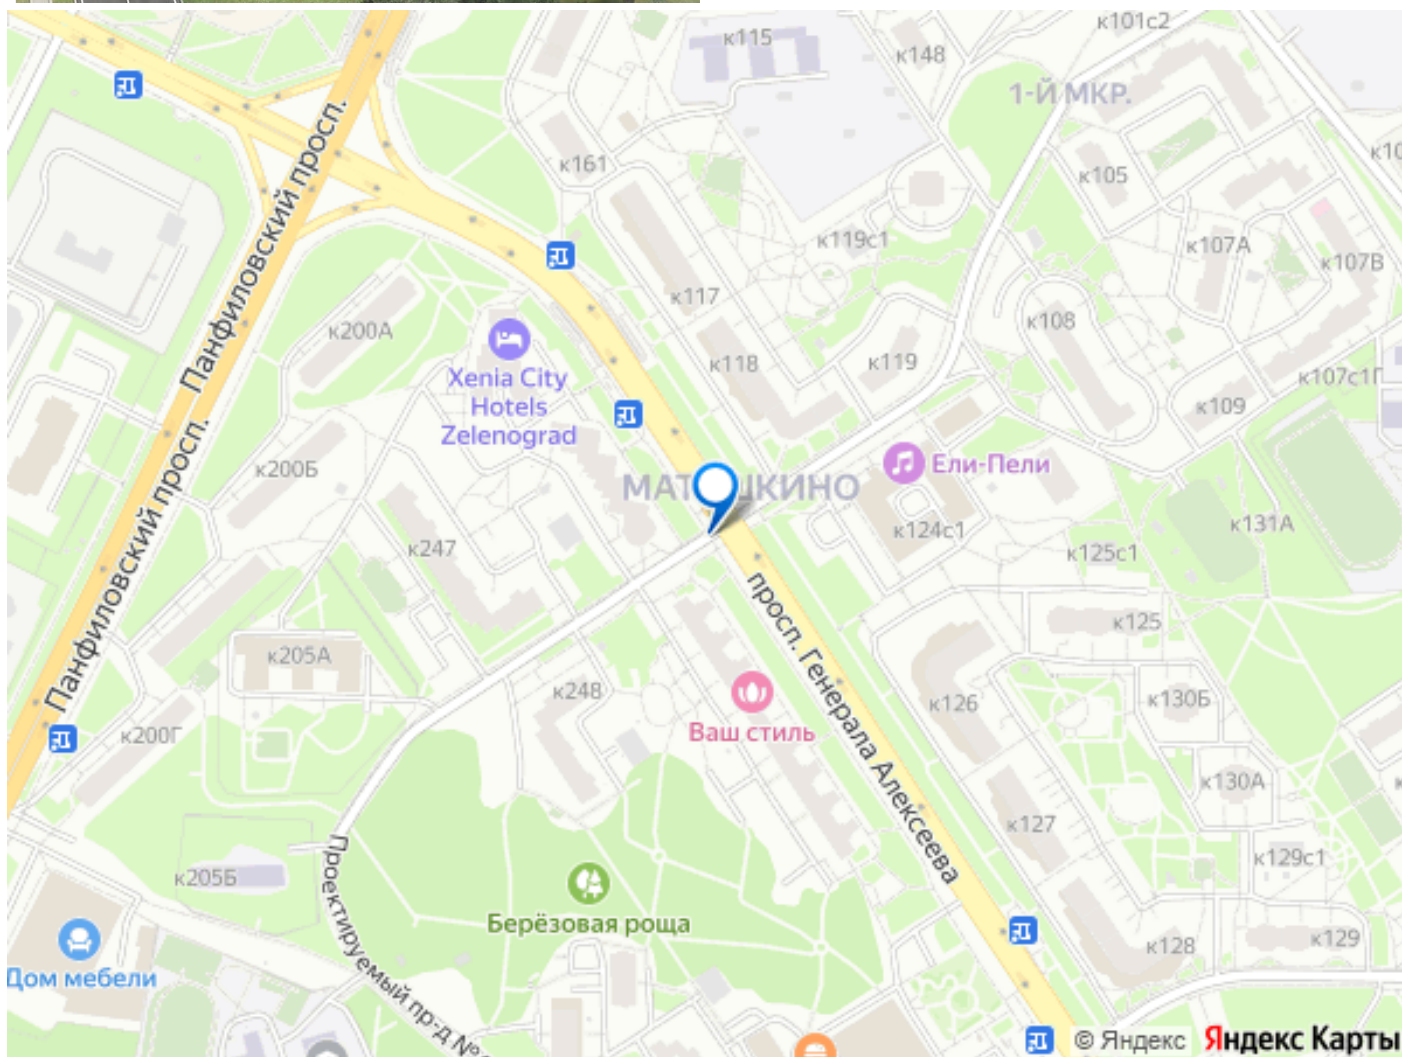 к115
к148
к101с2
1-Й МКР.
к161
к105
к119с1
к107А
к107В
к117
к108
к200А
к118
к119
к107с1Г
к109
Xenia City
Hotels
Zelenograd
Панфиловский просп.
Панфиловский просп.
к200Б
Ели-Пели
к124с1
к131А
к247
к125с1
к125
просп. Генерала Алексеева
к205А
к248
к126
к130Б
к200Г
Ваш стиль
к130А
к127
к129с1
к205Б
Берёзовая роща
к128
к129
Дом мебели
Проектируемый пр-д №
© Яндекс
Яндекс Карты